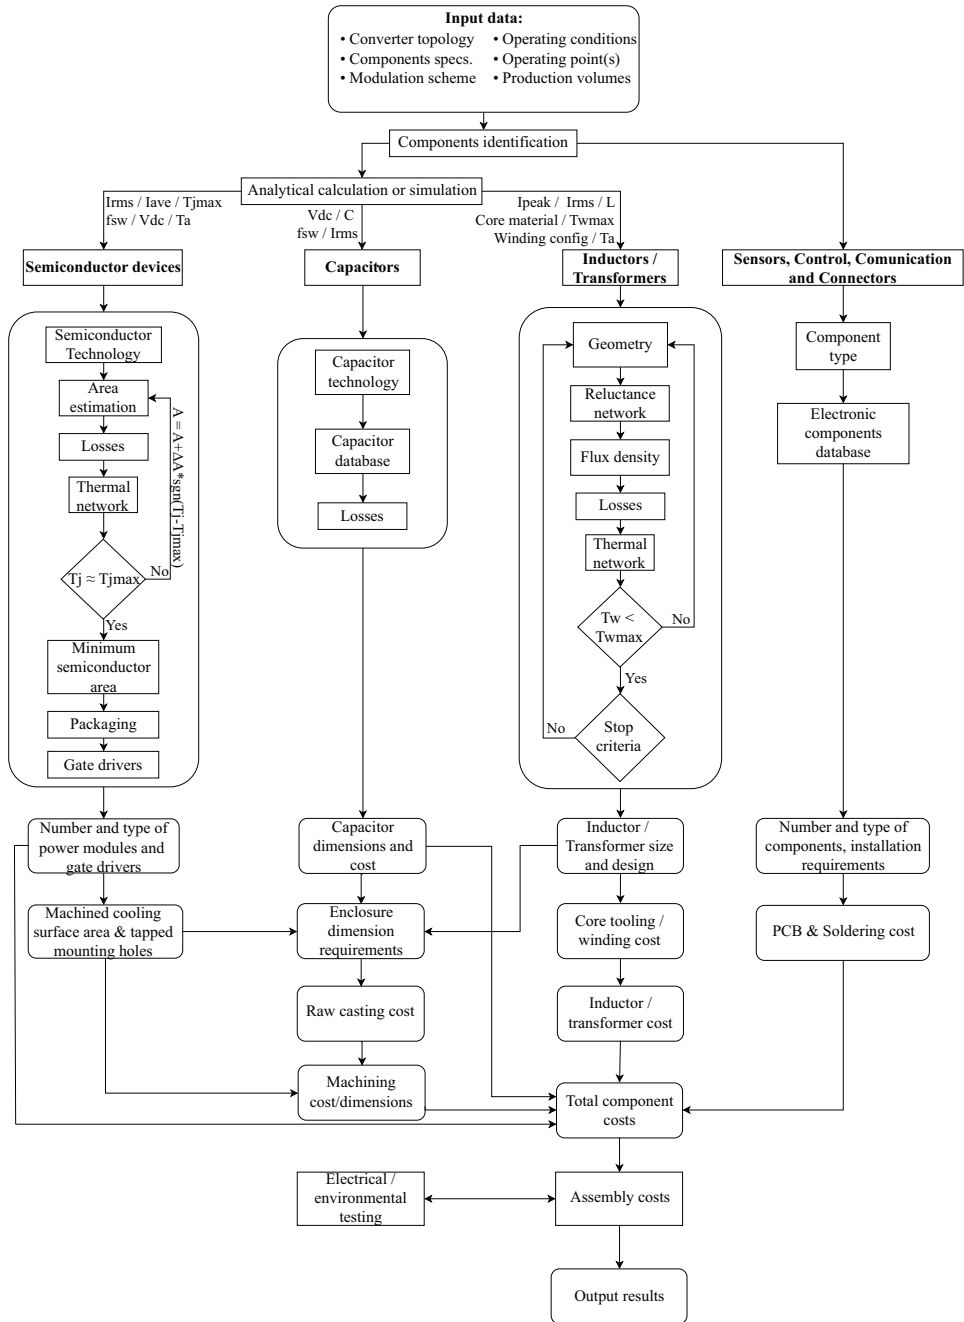 Input data:
• Converter topology
• Operating conditions
• Components specs.
• Operating point(s)
• Modulation scheme
• Production volumes
Components identification
Analytical calculation or simulation
Irms / Iave / Tjmax
fsw / Vdc / Ta
Vdc / C
fsw / Irms
Ipeak / Irms / L
Core material / Twmax
Winding config / Ta
Semiconductor devices
Capacitors
Inductors /
Transformers
Sensors, Control, Comunication
and Connectors
Semiconductor
Technology
Area
estimation
Losses
Thermal
network
Tj ≈ Tjmax
No
A = A+ΔA*sgn(Tj-Tjmax)
Yes
Minimum
semiconductor
area
Packaging
Gate drivers
Capacitor
technology
Capacitor
database
Losses
Geometry
Reluctance
network
Flux density
Losses
Thermal
network
Tw <
Twmax
No
Yes
Stop
criteria
No
Component
type
Electronic
components
database
Number and type of
power modules and
gate drivers
Capacitor
dimensions and
cost
Inductor /
Transformer size
and design
Number and type of
components, installation
requirements
Machined cooling
surface area & tapped
mounting holes
Enclosure
dimension
requirements
Core tooling /
winding cost
PCB & Soldering cost
Raw casting cost
Inductor /
transformer cost
Machining
cost/dimensions
Total component
costs
Electrical /
environmental
testing
Assembly costs
Output results